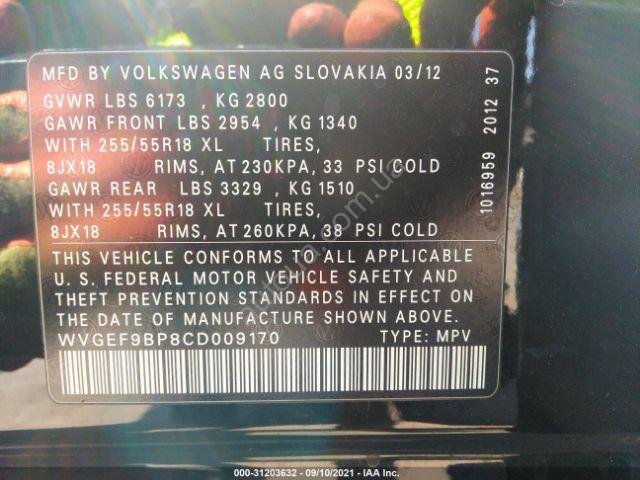 MFD BY VOLKSWAGEN AG SLOVAKIA 03/12
GVWR LBS 6173 , KG 2800
GAWR FRONT LBS 2954 , KG 1340
WITH 255/55R18 XL TIRES,
8JX18 RIMS, AT 230KPA, 33 PSI COLD
GAWR REAR LBS 3329 , KG 1510
WITH 255/55R18 XL TIRES,
8JX18 RIMS, AT 260KPA, 38 PSI COLD
THIS VEHICLE CONFORMS TO ALL APPLICABLE
U. S. FEDERAL MOTOR VEHICLE SAFETY AND
THEFT PREVENTION STANDARDS IN EFFECT ON
THE DATE OF MANUFACTURE SHOWN ABOVE.
WVGEF9BP8CD009170 TYPE: MPV
1016959 2012 37
000-31203632 - 09/10/2021 - IAA Inc.